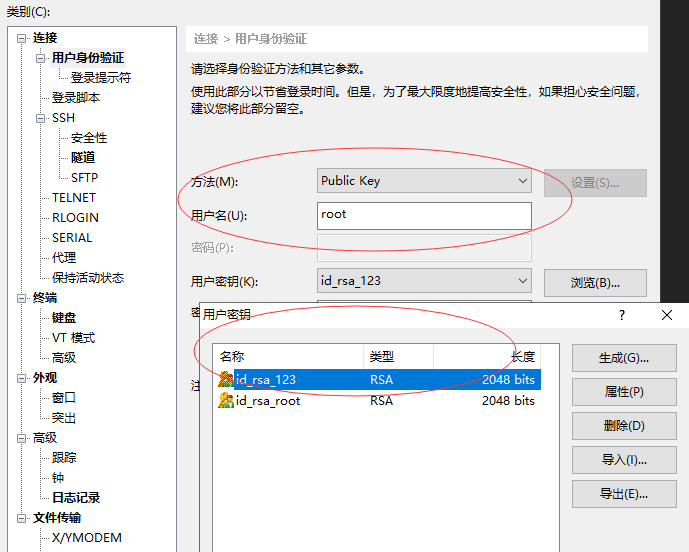 类别(C):
连接
用户身份验证
登录提示符
登录脚本
SSH
安全性
隧道
SFTP
TELNET
RLOGIN
SERIAL
代理
保持活动状态
终端
键盘
VT 模式
高级
外观
窗口
突出
高级
跟踪
钟
日志记录
文件传输
X/YMODEM
连接 > 用户身份验证
请选择身份验证方法和其它参数。
使用此部分以节省登录时间。但是，为了最大限度地提高安全性，如果担心安全问题，
建议您将此部分留空。
方法(M): Public Key 设置(S)...
用户名(U): root
密码(P):
用户密钥(K): id_rsa_123 浏览(B)...
密
注
用户密钥 ? ×
名称 类型 长度
id_rsa_123 RSA 2048 bits
id_rsa_root RSA 2048 bits
生成(G)...
属性(P)
删除(D)
导入(I)...
导出(E)...